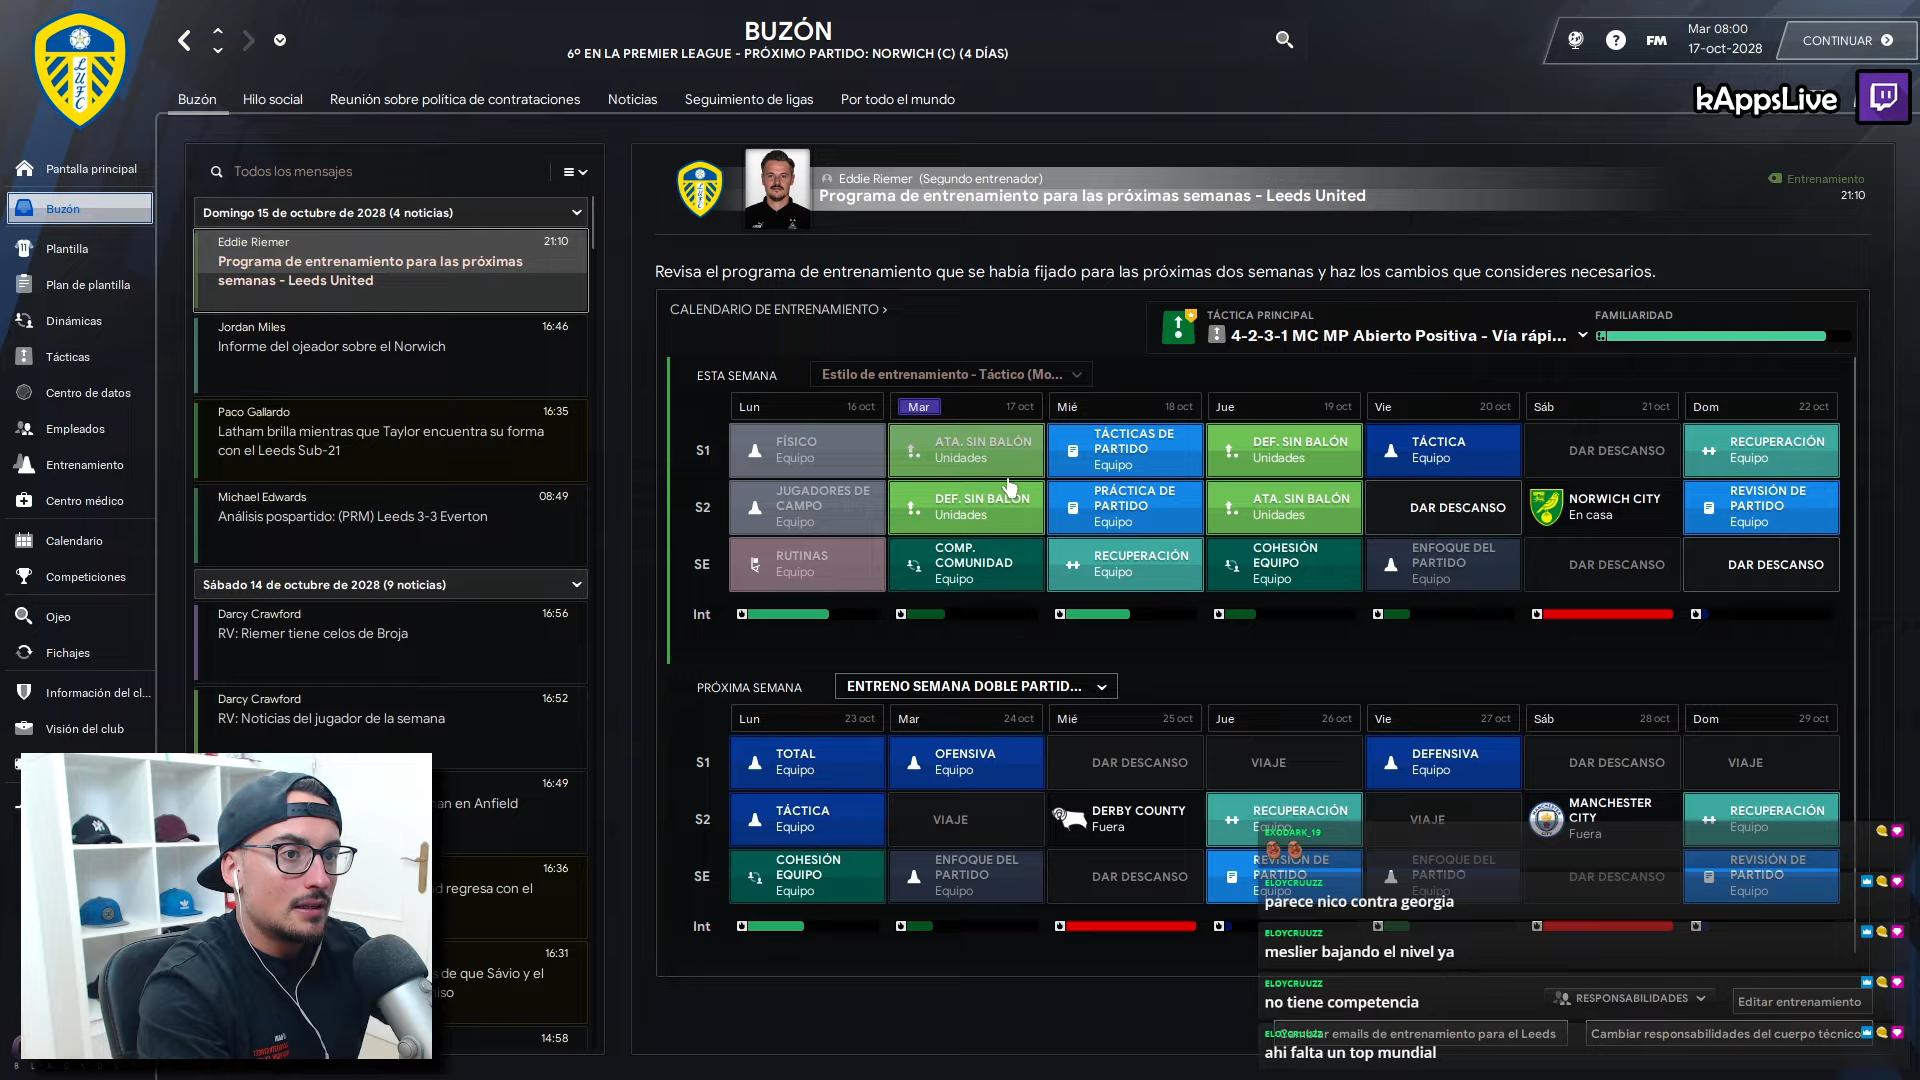 BUZÓN
6º EN LA PREMIER LEAGUE - PRÓXIMO PARTIDO: NORWICH (C) (4 DÍAS)
FM
Mar 08:00
17-oct-2028
CONTINUAR
kAppsLive
Buzón
Hilo social
Reunión sobre política de contrataciones
Noticias
Seguimiento de ligas
Por todo el mundo
Pantalla principal
Buzón
Plantilla
Plan de plantilla
Dinámicas
Tácticas
Centro de datos
Empleados
Entrenamiento
Centro médico
Calendario
Competiciones
Ojeo
Fichajes
Información del cl...
Visión del club
Todos los mensajes
Domingo 15 de octubre de 2028 (4 noticias)
Eddie Riemer 21:10
Programa de entrenamiento para las próximas
semanas - Leeds United
Jordan Miles 16:46
Informe del ojeador sobre el Norwich
Paco Gallardo 16:35
Latham brilla mientras que Taylor encuentra su forma
con el Leeds Sub-21
Michael Edwards 08:49
Análisis pospartido: (PRM) Leeds 3-3 Everton
Sábado 14 de octubre de 2028 (9 noticias)
Darcy Crawford 16:56
RV: Riemer tiene celos de Broja
Darcy Crawford 16:52
RV: Noticias del jugador de la semana
16:49
en Anfield
16:36
regresa con el
16:31
de que Sávio y el
14:58
Eddie Riemer (Segundo entrenador)
Programa de entrenamiento para las próximas semanas - Leeds United
Entrenamiento
21:10
Revisa el programa de entrenamiento que se había fijado para las próximas dos semanas y haz los cambios que consideres necesarios.
CALENDARIO DE ENTRENAMIENTO >
TÁCTICA PRINCIPAL
4-2-3-1 MC MP Abierto Positiva - Vía rápi...
FAMILIARIDAD
ESTA SEMANA
Estilo de entrenamiento - Táctico (Mo...
Lun 16 oct Mar 17 oct Mié 18 oct Jue 19 oct Vie 20 oct Sáb 21 oct Dom 22 oct
S1
FÍSICO
Equipo
ATA. SIN BALÓN
Unidades
TÁCTICAS DE
PARTIDO
Equipo
DEF. SIN BALÓN
Unidades
TÁCTICA
Equipo
DAR DESCANSO
RECUPERACIÓN
Equipo
S2
JUGADORES DE
CAMPO
Equipo
DEF. SIN BALÓN
Unidades
PRÁCTICA DE
PARTIDO
Equipo
ATA. SIN BALÓN
Unidades
DAR DESCANSO
NORWICH CITY
En casa
REVISIÓN DE
PARTIDO
Equipo
SE
RUTINAS
Equipo
COMP.
COMUNIDAD
Equipo
RECUPERACIÓN
Equipo
COHESIÓN
EQUIPO
Equipo
ENFOQUE DEL
PARTIDO
Equipo
DAR DESCANSO
DAR DESCANSO
Int
PRÓXIMA SEMANA
ENTRENO SEMANA DOBLE PARTID...
Lun 23 oct Mar 24 oct Mié 25 oct Jue 26 oct Vie 27 oct Sáb 28 oct Dom 29 oct
S1
TOTAL
Equipo
OFENSIVA
Equipo
DAR DESCANSO
VIAJE
DEFENSIVA
Equipo
DAR DESCANSO
VIAJE
S2
TÁCTICA
Equipo
VIAJE
DERBY COUNTY
Fuera
RECUPERACIÓN
Equipo
VIAJE
MANCHESTER
CITY
Fuera
RECUPERACIÓN
Equipo
SE
COHESIÓN
EQUIPO
Equipo
ENFOQUE DEL
PARTIDO
Equipo
DAR DESCANSO
REVISIÓN DE
PARTIDO
Equipo
ENFOQUE DEL
PARTIDO
Equipo
DAR DESCANSO
REVISIÓN DE
PARTIDO
Equipo
Int
EXODARK_19
ELOYCRUUZZ
parece nico contra georgia
ELOYCRUUZZ
meslier bajando el nivel ya
ELOYCRUUZZ
no tiene competencia
ELOYCRUUZZ
ahi falta un top mundial
RESPONSABILIDADES
Editar entrenamiento
emails de entrenamiento para el Leeds
Cambiar responsabilidades del cuerpo técnico